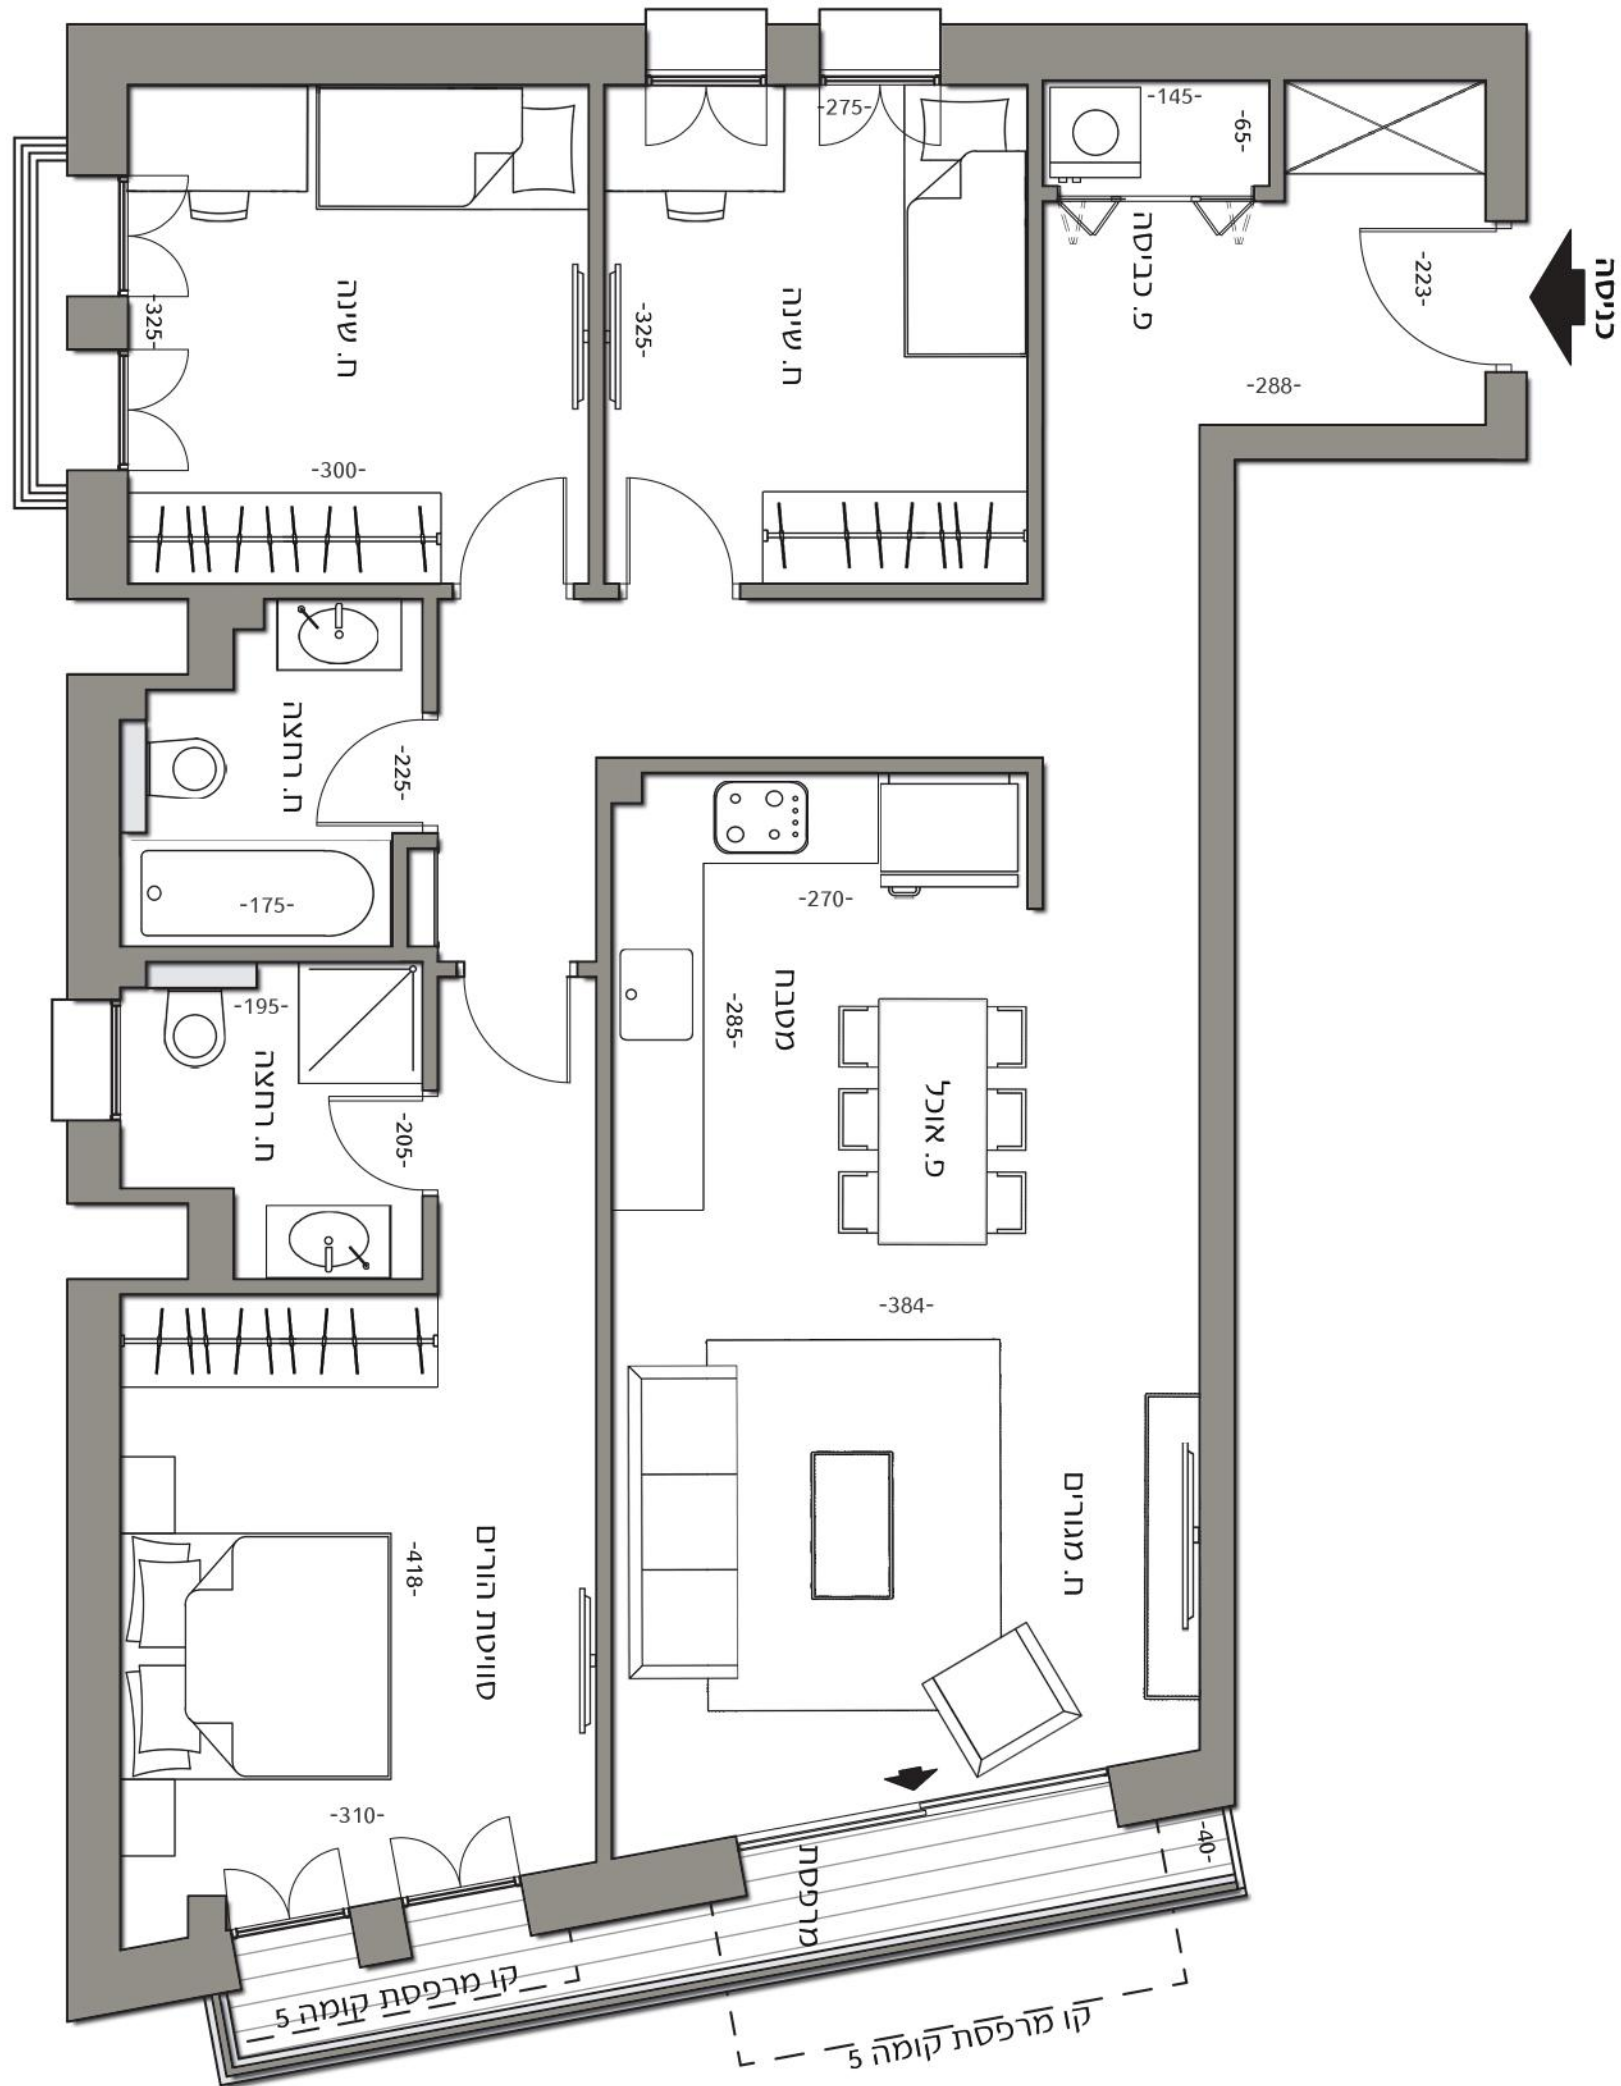 -145-
-65-
-275-
פ. כביסה
-223-
כניסה
-288-
ח. שינה
-325-
ח. שינה
-325-
-300-
ח. רחצה
-225-
-175-
-270-
מטבח
-285-
-195-
ח. רחצה
-205-
פ. אוכל
-384-
ח. מגורים
סוויטת הורים
-418-
-310-
מרפסת
-40-
קו מרפסת קומה 5
קו מרפסת קומה 5